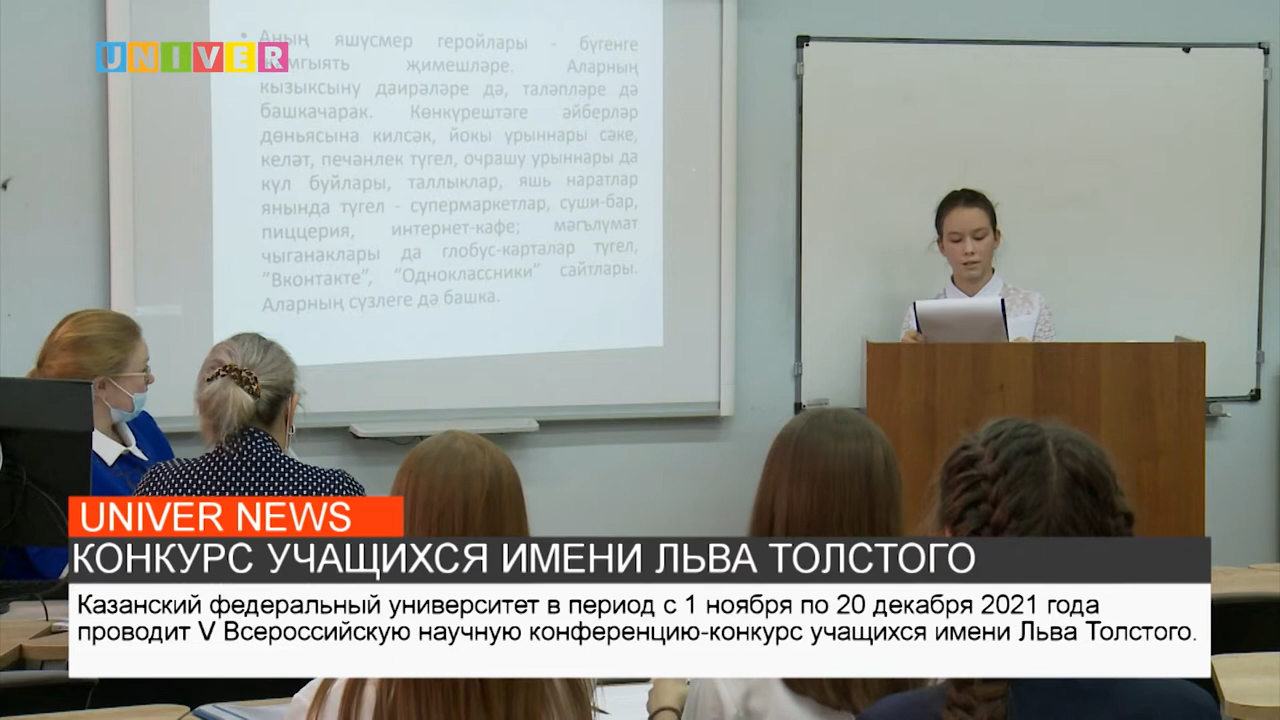 UNIVER
• Аның яшүсмер геройлары - бүгенге
җәмгыять җимешләре. Аларның
кызыксыну даирәләре дә, таләпләре дә
башкачарак. Көнкүрештәге әйберләр
дөньясына килсәк, йокы урыннары сәке,
келәт, печәнлек түгел, очрашу урыннары да
күл буйлары, таллыклар, яшь наратлар
янында түгел - супермаркетлар, суши-бар,
пиццерия, интернет-кафе; мәгълүмат
чыганаклары да глобус-карталар түгел,
"Вконтакте", "Одноклассники" сайтлары.
Аларның сүзлеге дә башка.
UNIVER NEWS
КОНКУРС УЧАЩИХСЯ ИМЕНИ ЛЬВА ТОЛСТОГО
Казанский федеральный университет в период с 1 ноября по 20 декабря 2021 года
проводит V Всероссийскую научную конференцию-конкурс учащихся имени Льва Толстого.